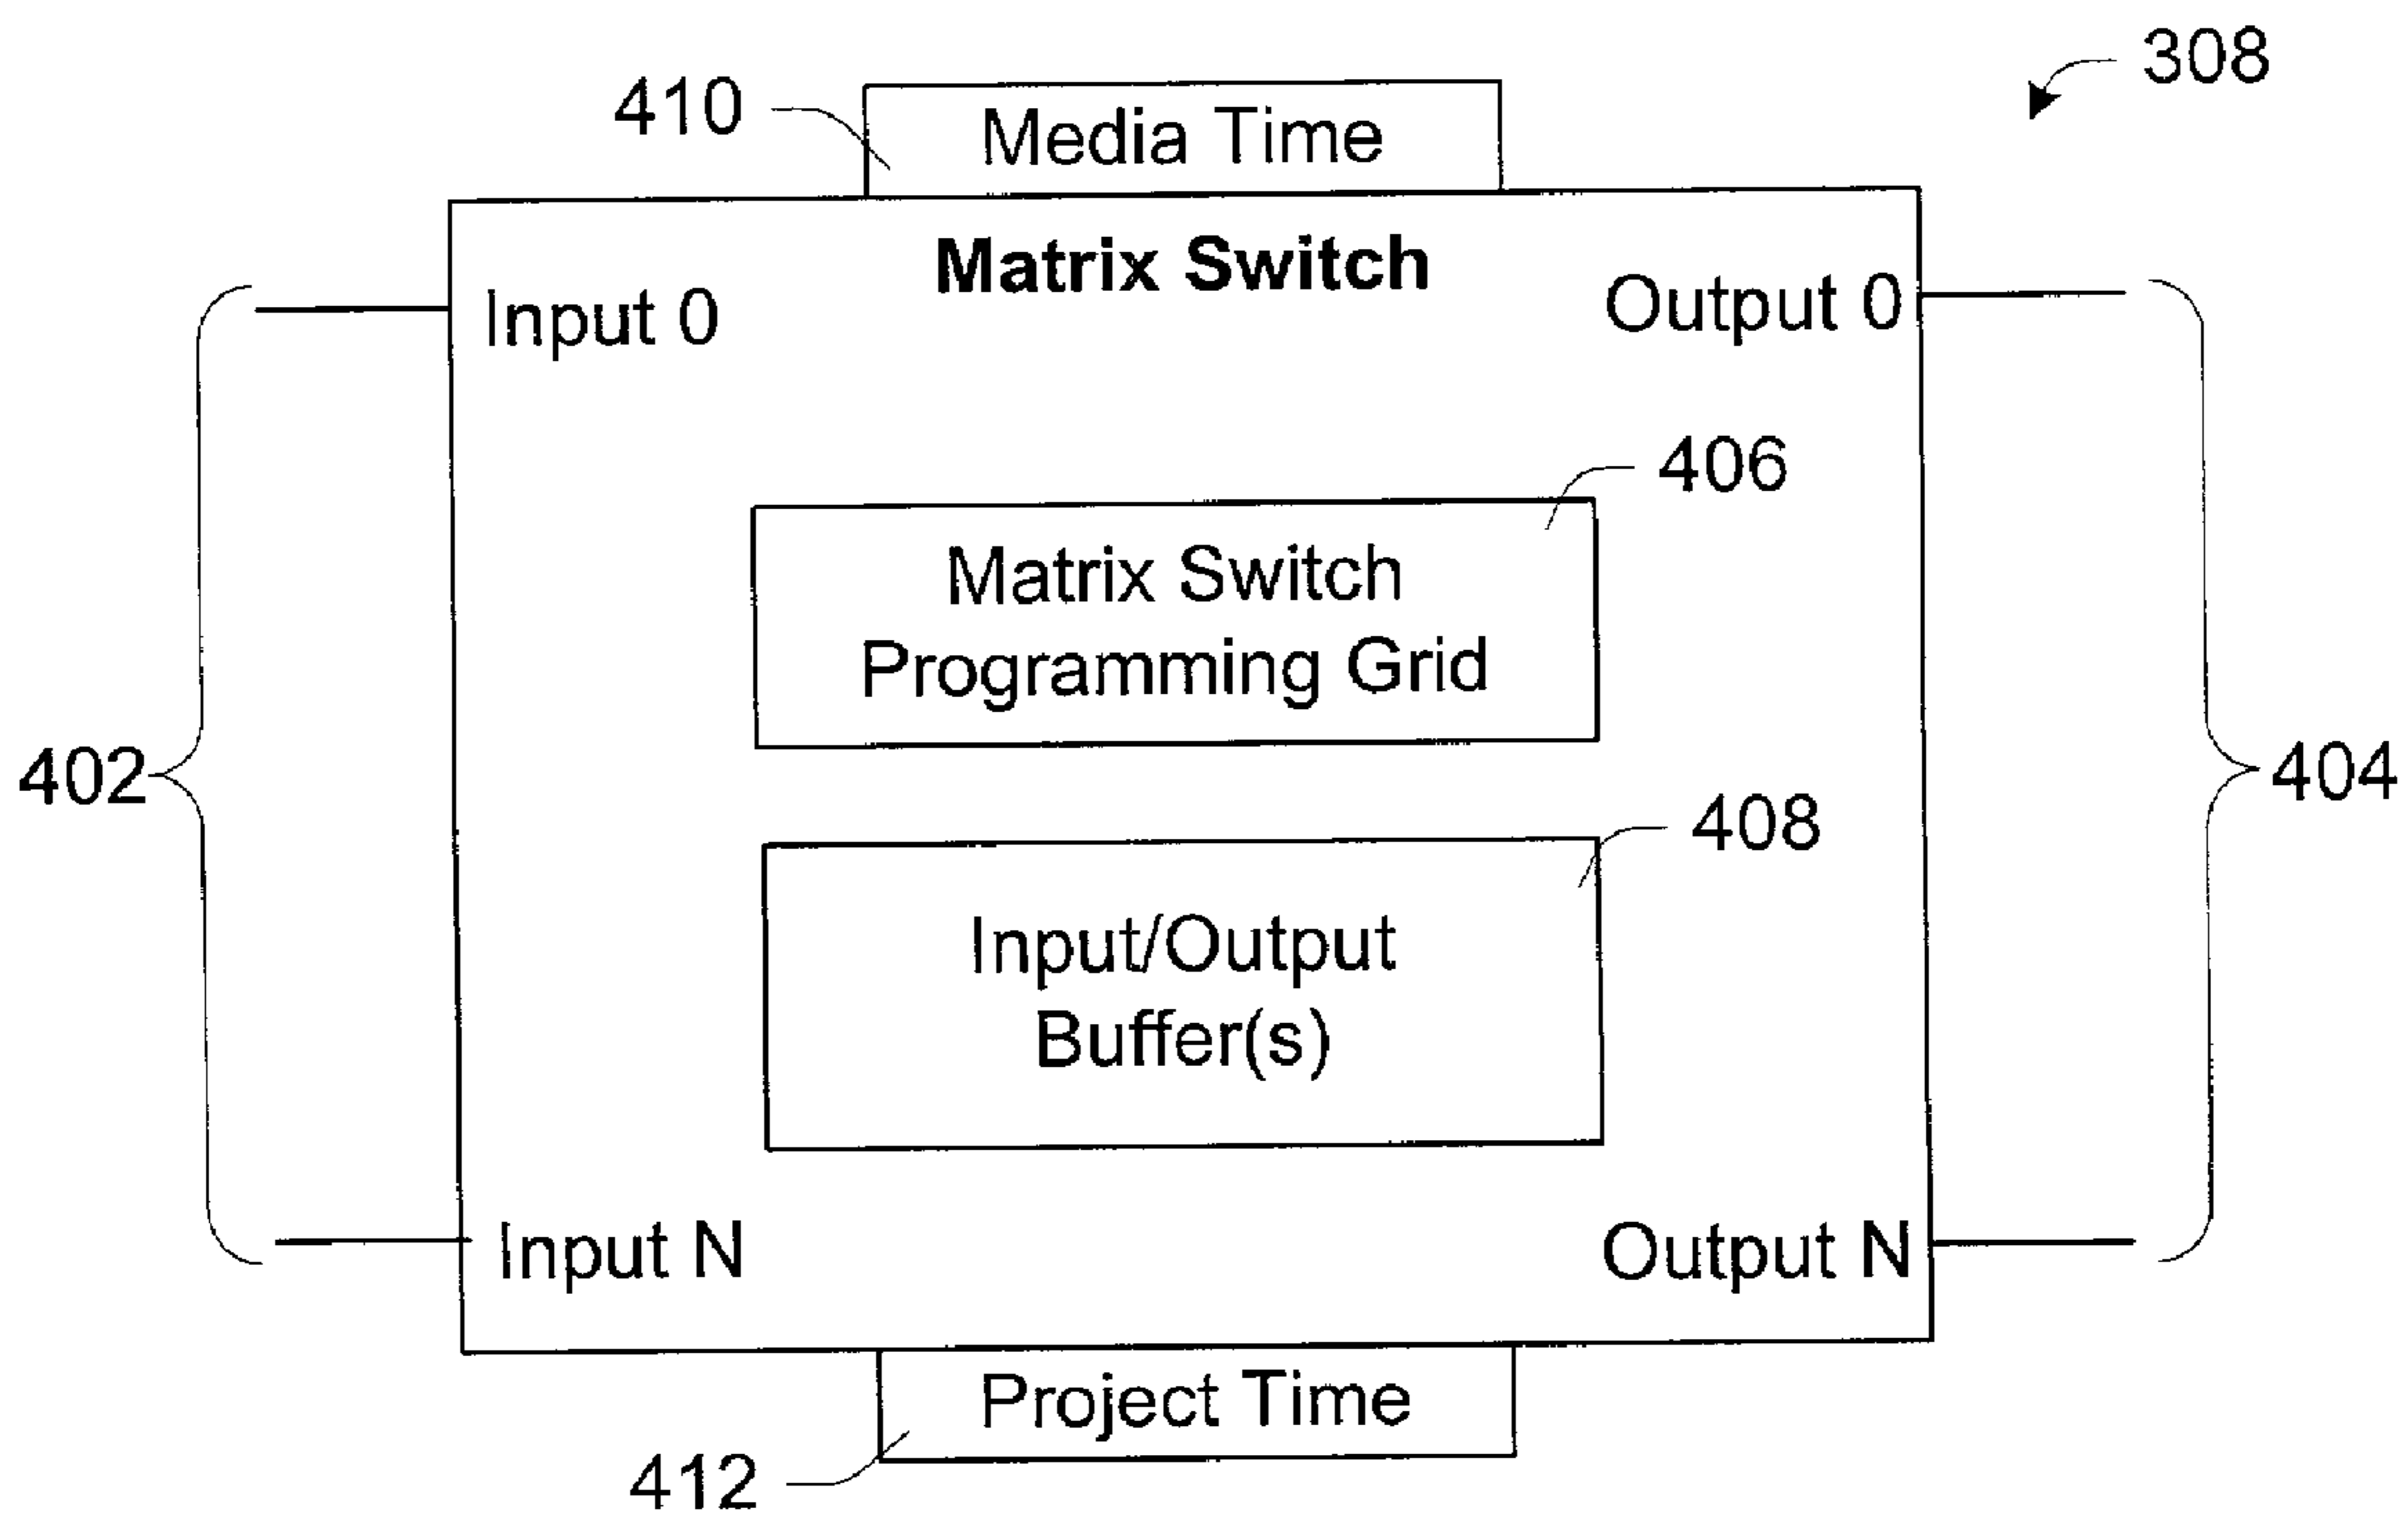 308
410
Media Time
Matrix Switch
Input 0
Output 0
406
Matrix Switch
Programming Grid
402
404
408
Input/Output
Buffer(s)
Input N
Output N
Project Time
412